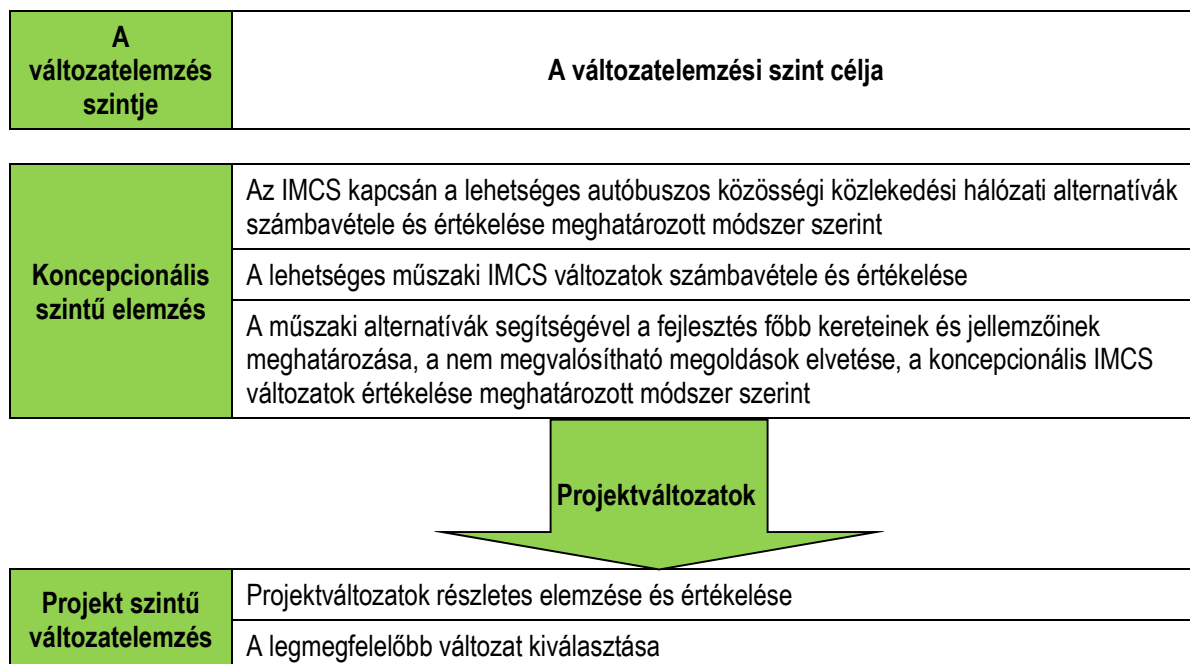 A
változatelemzés
szintje
A változatelemzési szint célja
Koncepcionális
szintű elemzés
Az IMCS kapcsán a lehetséges autóbuszos közösségi közlekedési hálózati alternatívák
számbavétele és értékelése meghatározott módszer szerint
A lehetséges műszaki IMCS változatok számbavétele és értékelése
A műszaki alternatívák segítségével a fejlesztés főbb kereteinek és jellemzőinek
meghatározása, a nem megvalósítható megoldások elvetése, a koncepcionális IMCS
változatok értékelése meghatározott módszer szerint
Projektváltozatok
Projekt szintű
változatelemzés
Projektváltozatok részletes elemzése és értékelése
A legmegfelelőbb változat kiválasztása